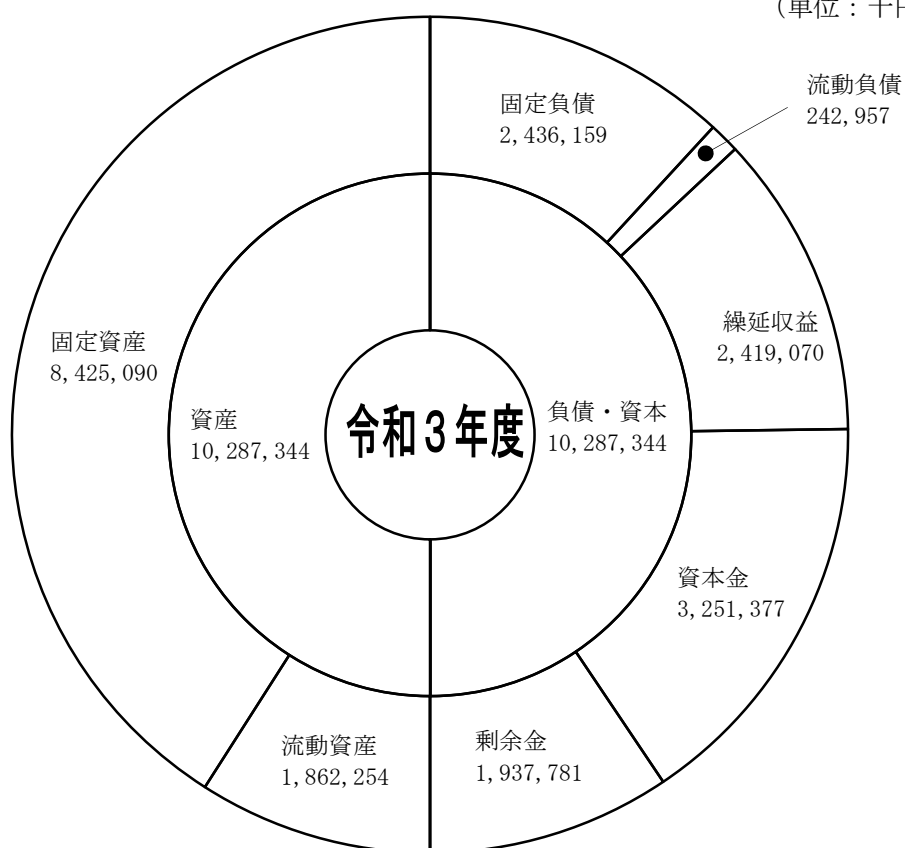 （単位：千円
固定負債
2,436,159
流動負債
242,957
繰延収益
2,419,070
固定資産
8,425,090
資産
10,287,344
令和３年度
負債・資本
10,287,344
資本金
3,251,377
流動資産
1,862,254
剰余金
1,937,781